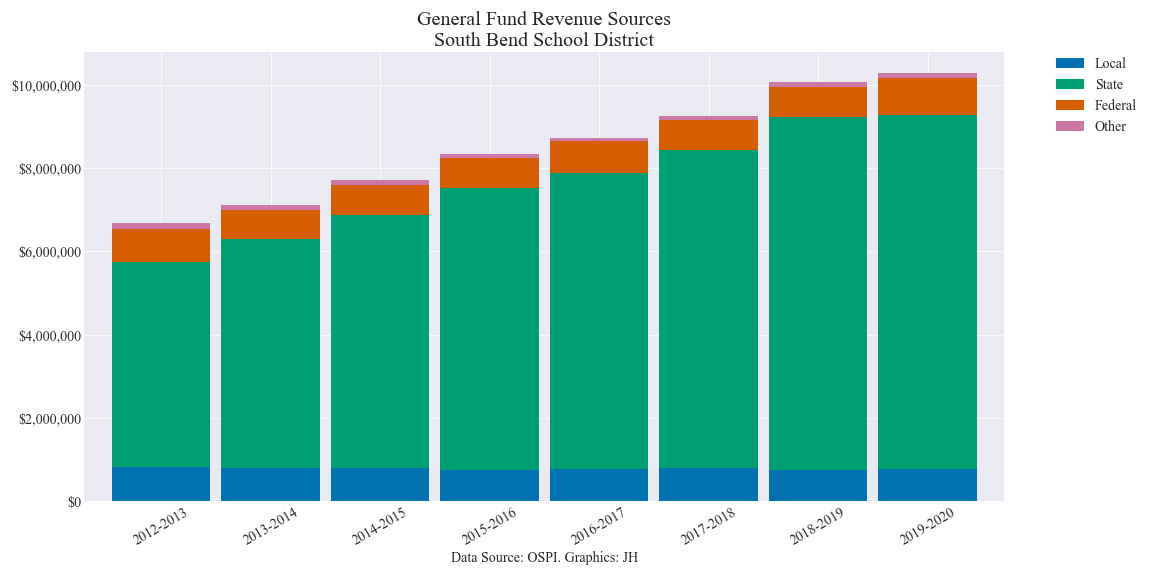 General Fund Revenue Sources
South Bend School District
Local
State
Federal
Other
$10,000,000
$8,000,000
$6,000,000
$4,000,000
$2,000,000
$0
2012-2013
2013-2014
2014-2015
2015-2016
2016-2017
2017-2018
2018-2019
2019-2020
Data Source: OSPI. Graphics: JH